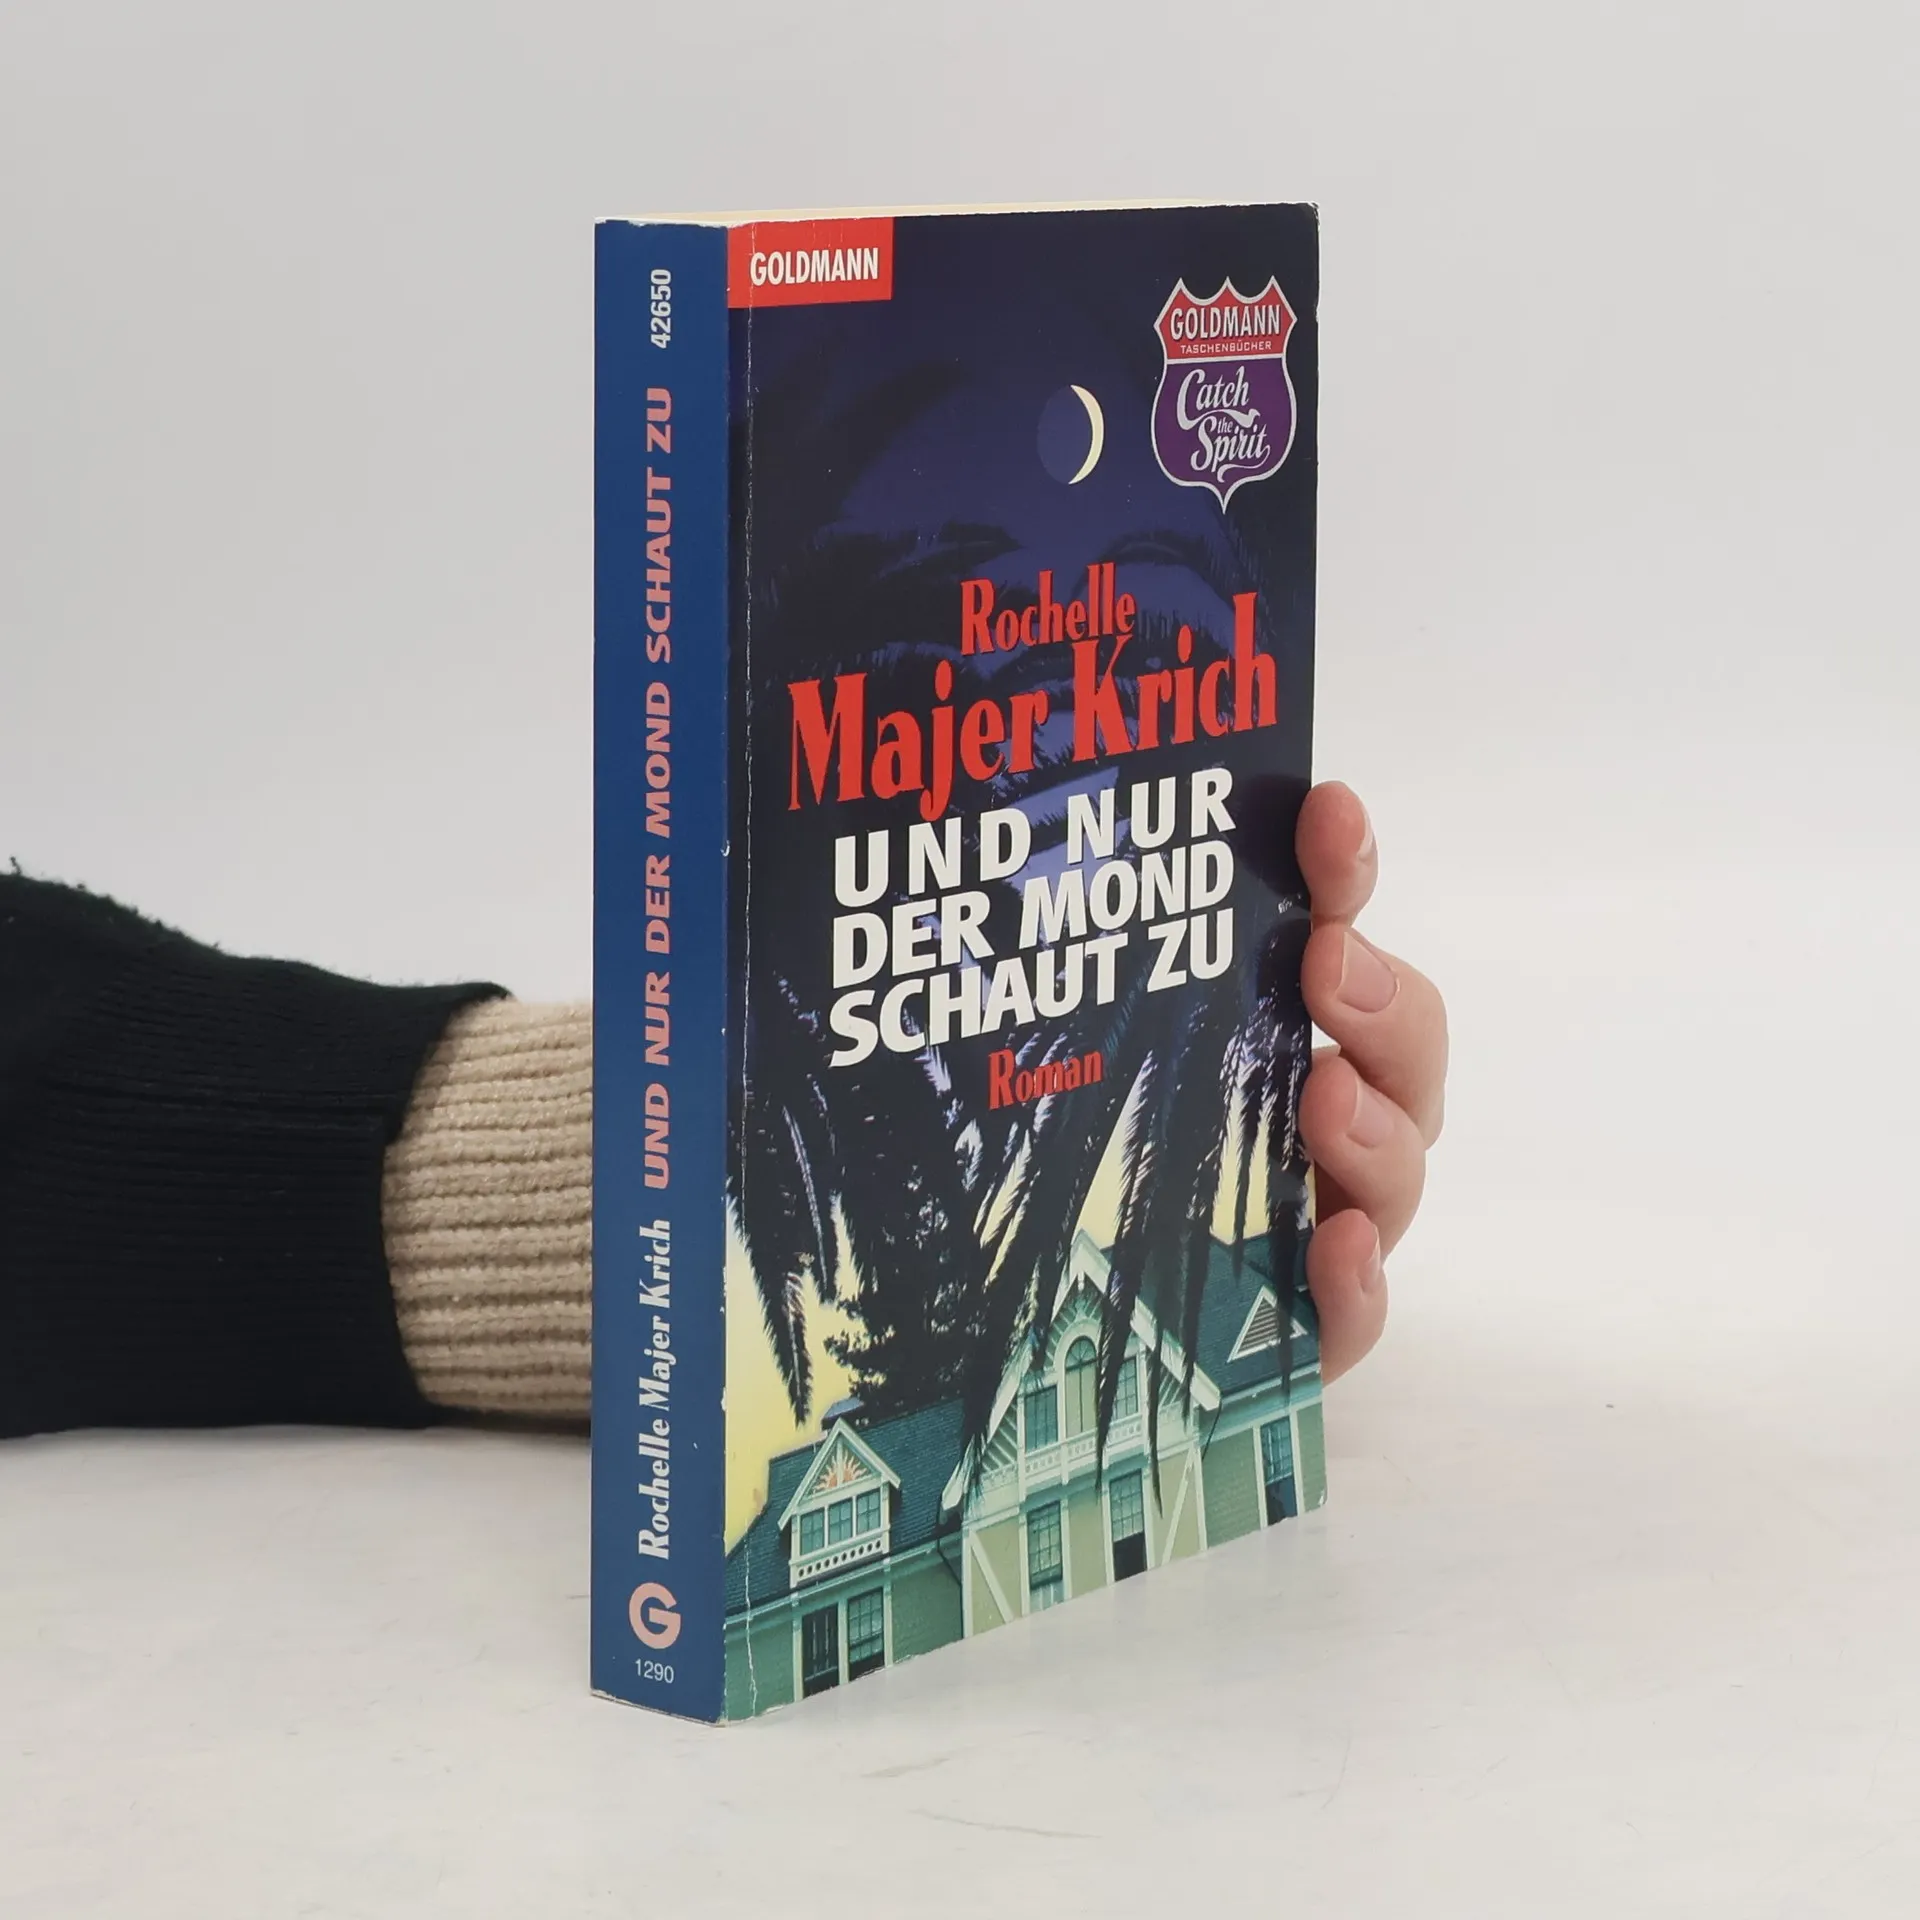 GOLDMANN
GOLDMANN
TASCHENBÜCHER
Catch
the
Spirit
Rochelle
Majer Krich
UND NUR
DER MOND
SCHAUT ZU
Roman
Rochelle Majer Krich UND NUR DER MOND SCHAUT ZU 42650
G
1290